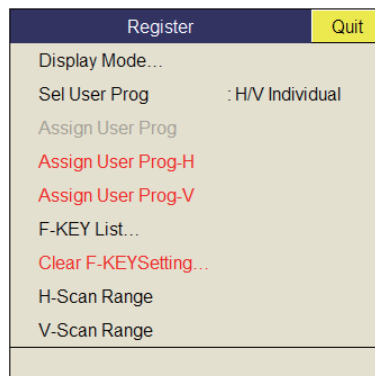 Register Quit
Display Mode...
Sel User Prog : H/V Individual
Assign User Prog
Assign User Prog-H
Assign User Prog-V
F-KEY List...
Clear F-KEYSetting...
H-Scan Range
V-Scan Range